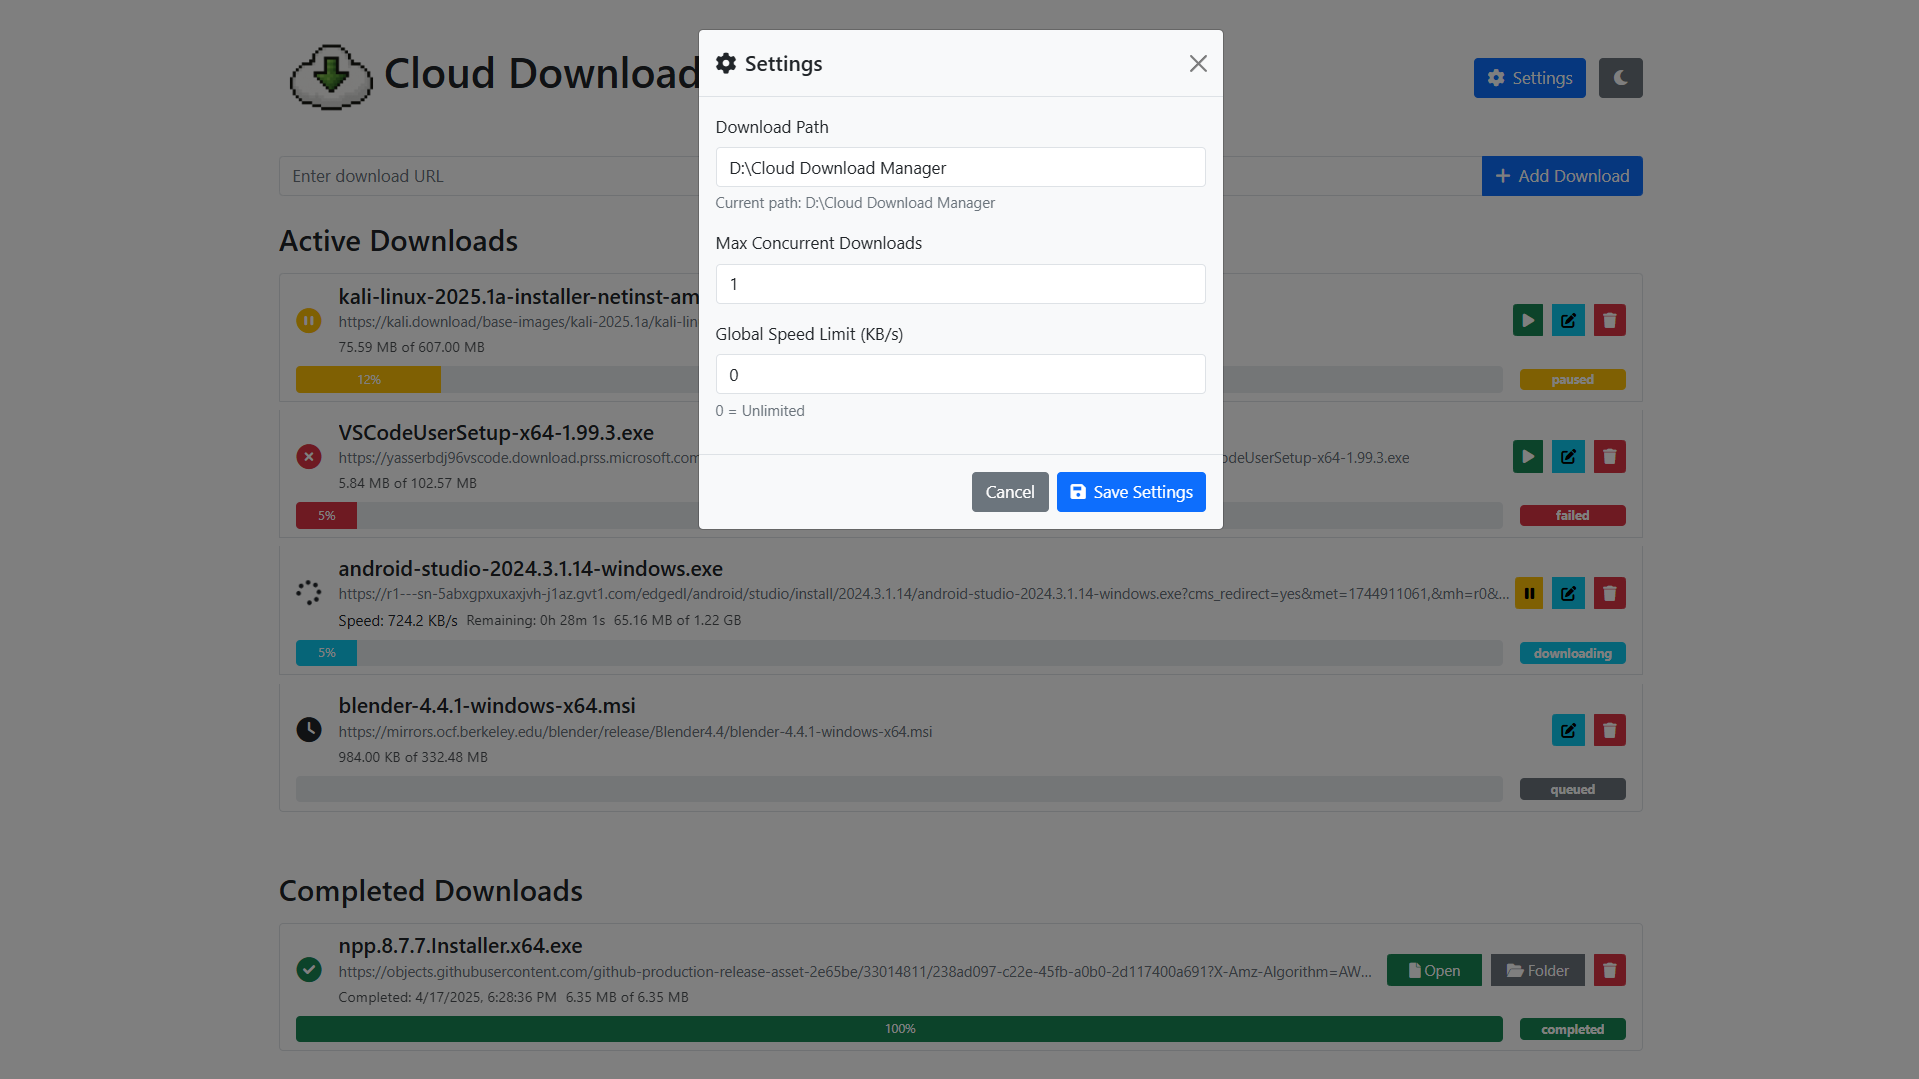 Cloud Download
Settings
Enter download URL
Add Download
Active Downloads
kali-linux-2025.1a-installer-netinst-am
https://kali.download/base-images/kali-2025.1a/kali-lin
75.59 MB of 607.00 MB
12%
paused
VSCodeUserSetup-x64-1.99.3.exe
https://yasserbdj96vscode.download.prss.microsoft.com odeUserSetup-x64-1.99.3.exe
5.84 MB of 102.57 MB
5%
failed
android-studio-2024.3.1.14-windows.exe
https://r1---sn-5abxgpxuxaxjvh-j1az.gvt1.com/edgedl/android/studio/install/2024.3.1.14/android-studio-2024.3.1.14-windows.exe?cms_redirect=yes&met=1744911061,&mh=r0&...
Speed: 724.2 KB/s Remaining: 0h 28m 1s 65.16 MB of 1.22 GB
5%
downloading
blender-4.4.1-windows-x64.msi
https://mirrors.ocf.berkeley.edu/blender/release/Blender4.4/blender-4.4.1-windows-x64.msi
984.00 KB of 332.48 MB
queued
Completed Downloads
npp.8.7.7.Installer.x64.exe
https://objects.githubusercontent.com/github-production-release-asset-2e65be/33014811/238ad097-c22e-45fb-a0b0-2d117400a691?X-Amz-Algorithm=AW...
Completed: 4/17/2025, 6:28:36 PM 6.35 MB of 6.35 MB
Open
Folder
100%
completed
Settings
Download Path
D:\Cloud Download Manager
Current path: D:\Cloud Download Manager
Max Concurrent Downloads
1
Global Speed Limit (KB/s)
0
0 = Unlimited
Cancel
Save Settings